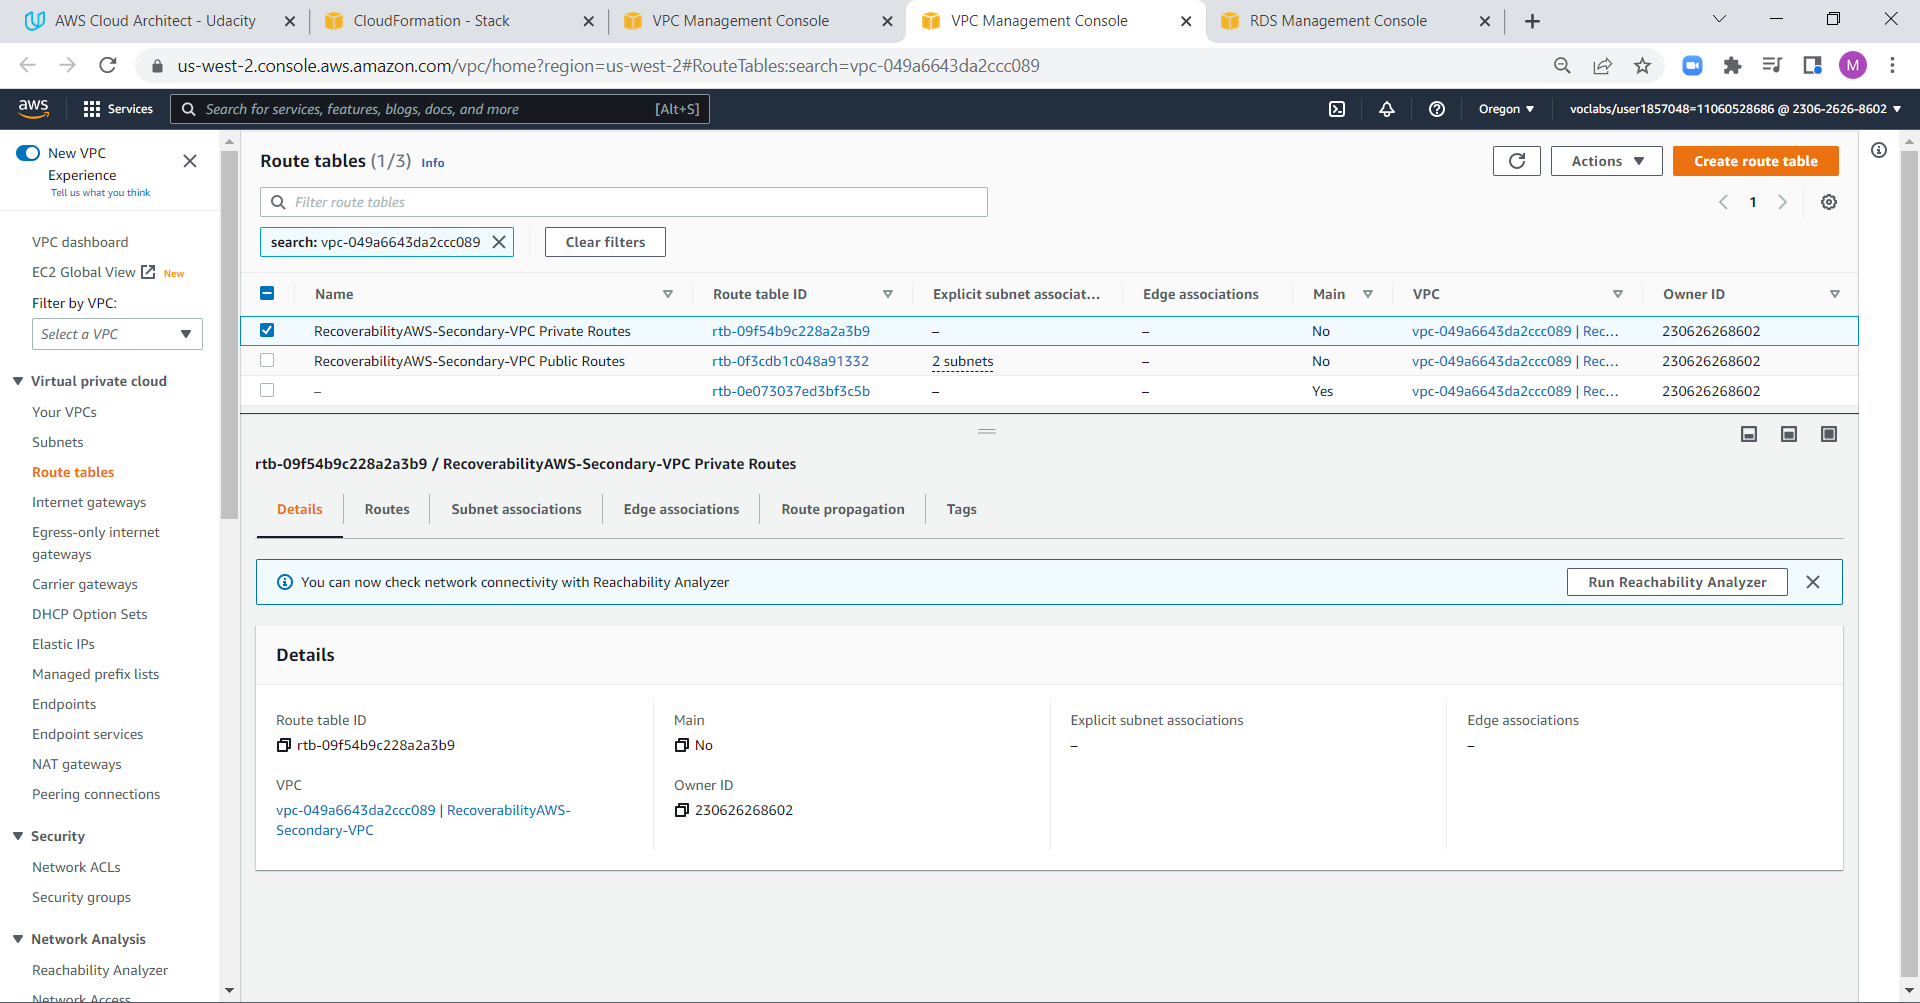 AWS Cloud Architect - Udacity
CloudFormation - Stack
VPC Management Console
VPC Management Console
RDS Management Console
us-west-2.console.aws.amazon.com/vpc/home?region=us-west-2#RouteTables:search=vpc-049a6643da2ccc089
M
aws
Services
Search for services, features, blogs, docs, and more
[Alt+S]
Oregon
voclabs/user1857048=11060528686 @ 2306-2626-8602
New VPC
Experience
Tell us what you think
VPC dashboard
EC2 Global View New
Filter by VPC:
Select a VPC
Virtual private cloud
Your VPCs
Subnets
Route tables
Internet gateways
Egress-only internet
gateways
Carrier gateways
DHCP Option Sets
Elastic IPs
Managed prefix lists
Endpoints
Endpoint services
NAT gateways
Peering connections
Security
Network ACLs
Security groups
Network Analysis
Reachability Analyzer
Network Access
Route tables (1/3) Info
Actions
Create route table
Filter route tables
1
search: vpc-049a6643da2ccc089
Clear filters
Name Route table ID Explicit subnet associat... Edge associations Main VPC Owner ID
RecoverabilityAWS-Secondary-VPC Private Routes rtb-09f54b9c228a2a3b9 – – No vpc-049a6643da2ccc089 | Rec... 230626268602
RecoverabilityAWS-Secondary-VPC Public Routes rtb-0f3cdb1c048a91332 2 subnets – No vpc-049a6643da2ccc089 | Rec... 230626268602
– rtb-0e073037ed3bf3c5b – – Yes vpc-049a6643da2ccc089 | Rec... 230626268602
rtb-09f54b9c228a2a3b9 / RecoverabilityAWS-Secondary-VPC Private Routes
Details Routes Subnet associations Edge associations Route propagation Tags
You can now check network connectivity with Reachability Analyzer
Run Reachability Analyzer
Details
Route table ID
rtb-09f54b9c228a2a3b9
Main
No
Explicit subnet associations
–
Edge associations
–
VPC
vpc-049a6643da2ccc089 | RecoverabilityAWS-
Secondary-VPC
Owner ID
230626268602